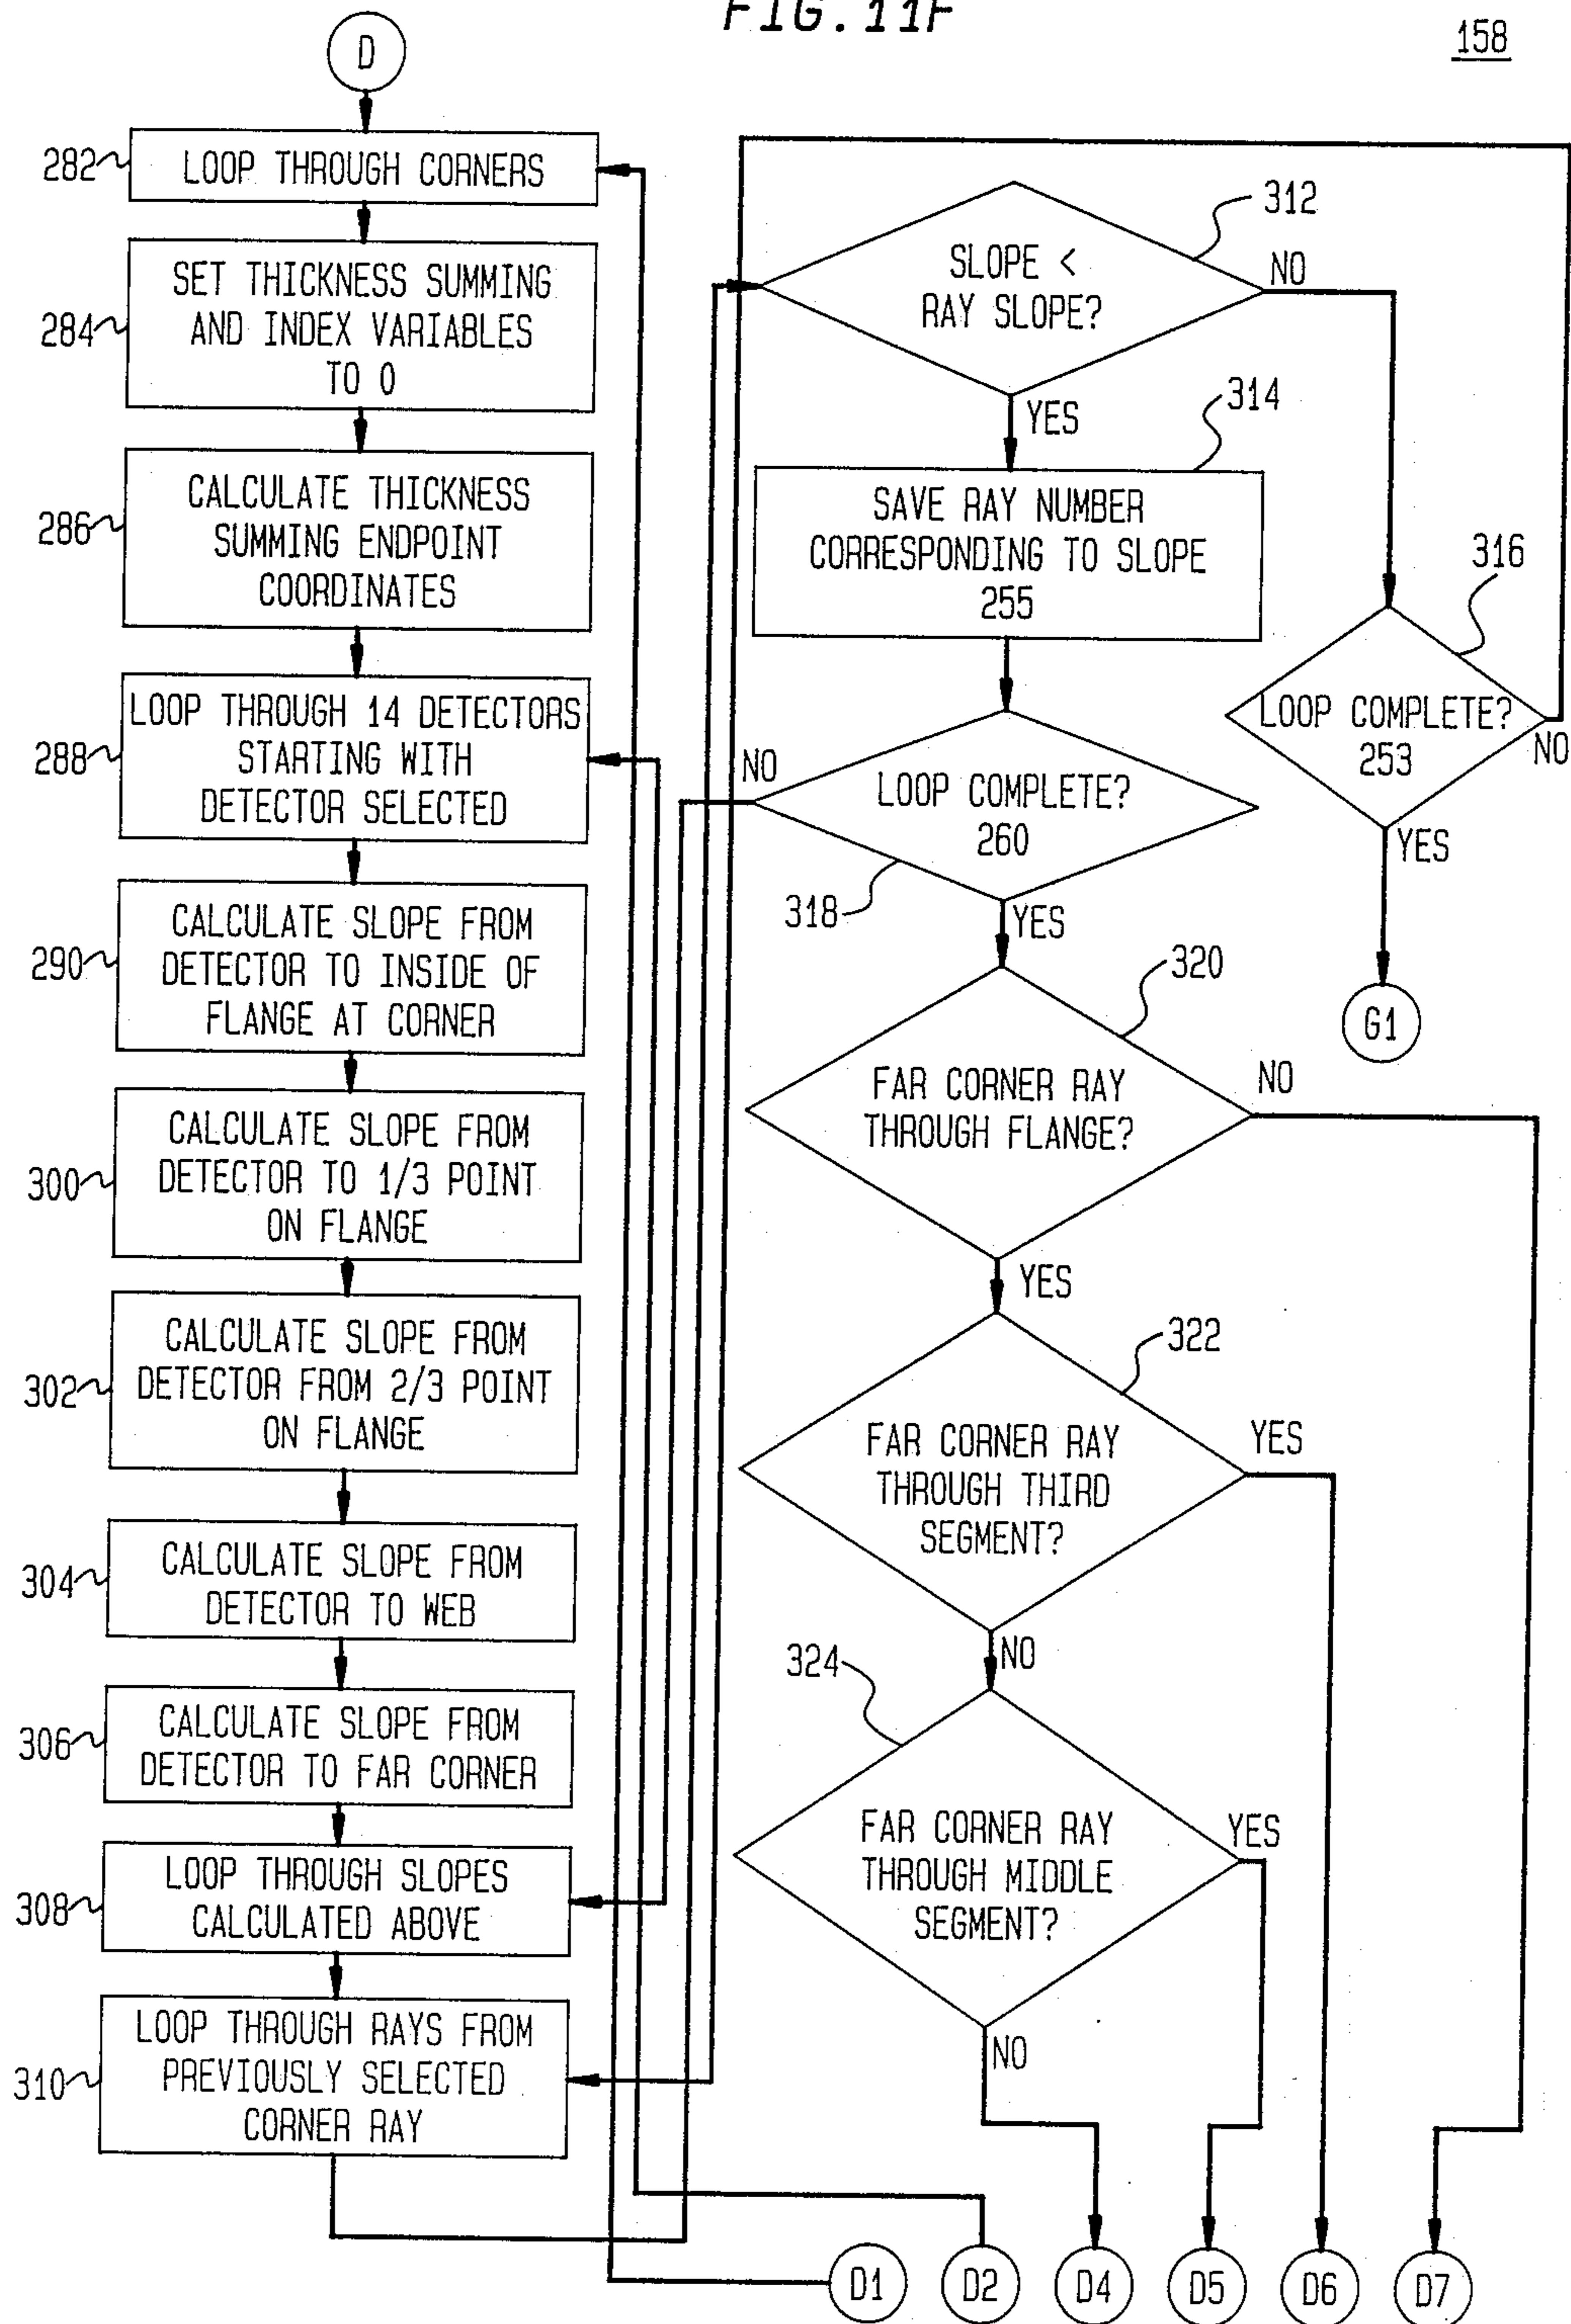 FIG. 11F
158
D
282
LOOP THROUGH CORNERS
284
SET THICKNESS SUMMING
AND INDEX VARIABLES
TO 0
286
CALCULATE THICKNESS
SUMMING ENDPOINT
COORDINATES
288
LOOP THROUGH 14 DETECTORS
STARTING WITH
DETECTOR SELECTED
290
CALCULATE SLOPE FROM
DETECTOR TO INSIDE OF
FLANGE AT CORNER
300
CALCULATE SLOPE FROM
DETECTOR TO 1/3 POINT
ON FLANGE
302
CALCULATE SLOPE FROM
DETECTOR FROM 2/3 POINT
ON FLANGE
304
CALCULATE SLOPE FROM
DETECTOR TO WEB
306
CALCULATE SLOPE FROM
DETECTOR TO FAR CORNER
308
LOOP THROUGH SLOPES
CALCULATED ABOVE
310
LOOP THROUGH RAYS FROM
PREVIOUSLY SELECTED
CORNER RAY
312
SLOPE <
RAY SLOPE?
NO
YES
314
SAVE RAY NUMBER
CORRESPONDING TO SLOPE
255
316
LOOP COMPLETE?
253
NO
YES
G1
NO
LOOP COMPLETE?
260
318
YES
320
FAR CORNER RAY
THROUGH FLANGE?
NO
YES
322
FAR CORNER RAY
THROUGH THIRD
SEGMENT?
YES
NO
324
FAR CORNER RAY
THROUGH MIDDLE
SEGMENT?
YES
NO
D1
D2
D4
D5
D6
D7